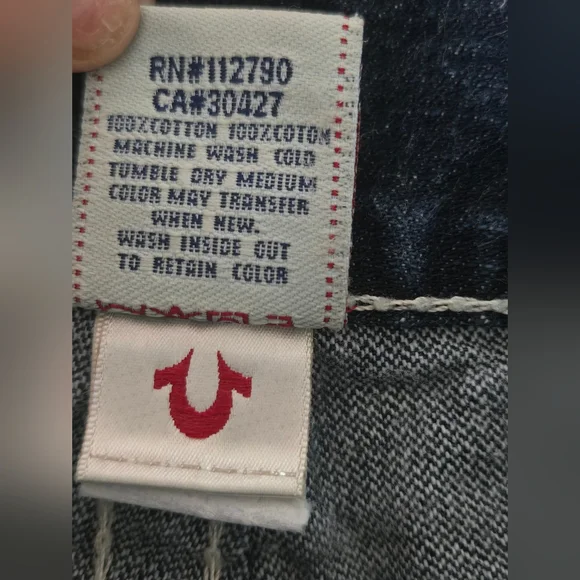 RN#112790
CA#30427
100%COTTON 100%COTON
MACHINE WASH COLD
TUMBLE DRY MEDIUM
COLOR MAY TRANSFER
WHEN NEW.
WASH INSIDE OUT
TO RETAIN COLOR